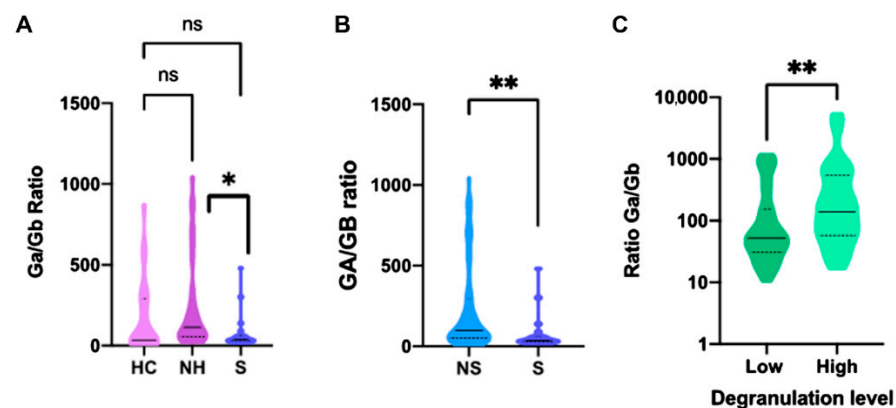 A
B
C
ns
ns
*
Ga/Gb Ratio
1500
1000
500
0
HC NH S
**
GA/GB ratio
1500
1000
500
0
NS S
**
Ratio Ga/Gb
10,000
1000
100
10
1
Low High
Degranulation level